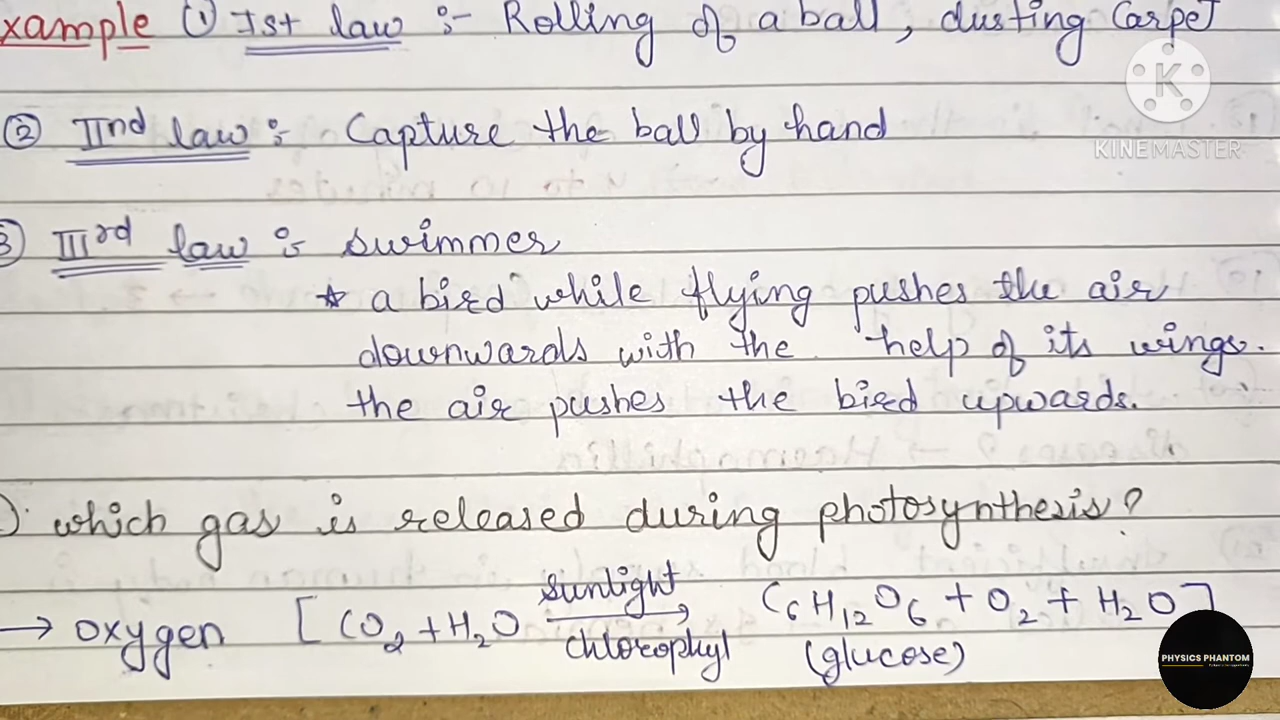 xample ① Ist law :- Rolling of a ball, dusting Carpet
KINEMASTER
② IInd law :- Capture the ball by hand
③ IIIrd law :- swimmer
☆ a bird while flying pushes the air
downwards with the help of its wings.
the air pushes the bird upwards.
) which gas is released during photosynthesis?
→ oxygen [CO₂ + H₂O sunlight → chlorophyl C₆H₁₂O₆ + O₂ + H₂O]
(glucose)
PHYSICS PHANTOM